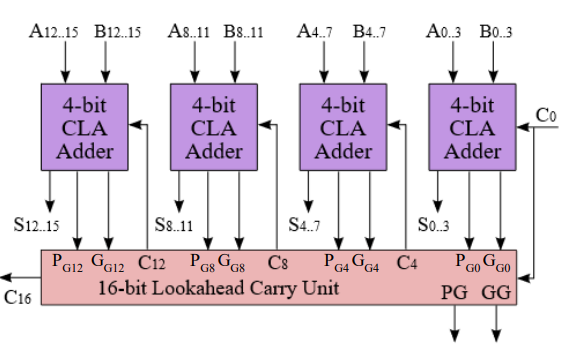 A12..15 B12..15 A8..11 B8..11 A4..7 B4..7 A0..3 B0..3
4-bit CLA Adder
4-bit CLA Adder
4-bit CLA Adder
4-bit CLA Adder
C0
S12..15 S8..11 S4..7 S0..3
PG12 GG12 C12 PG8 GG8 C8 PG4 GG4 C4 PG0 GG0
16-bit Lookahead Carry Unit PG GG
C16